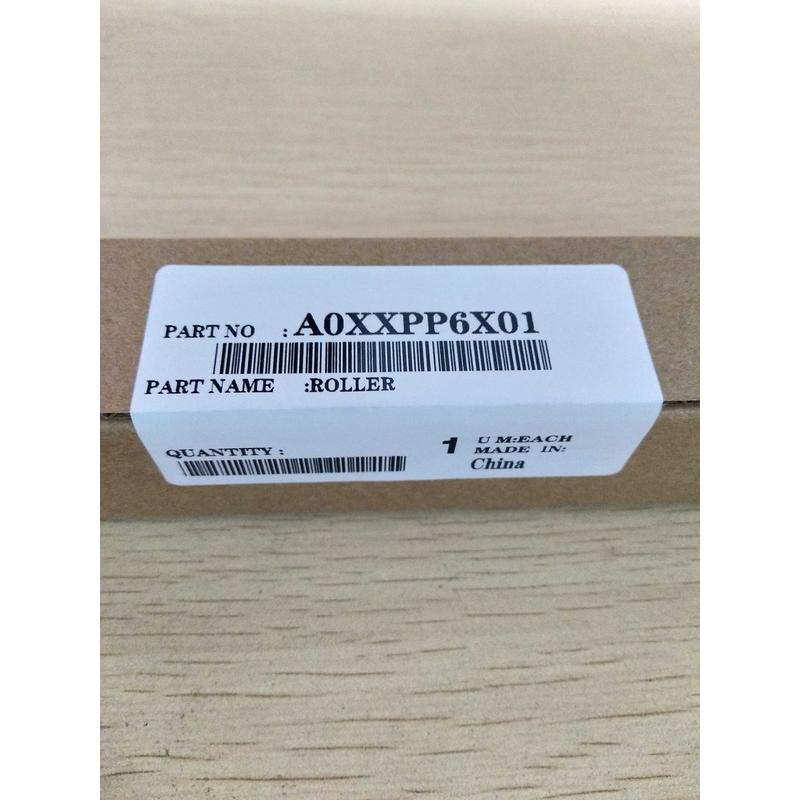 PART NO : A0XXPP6X01
PART NAME :ROLLER
QUANTITY : 1 U M:EACH
MADE IN:
China